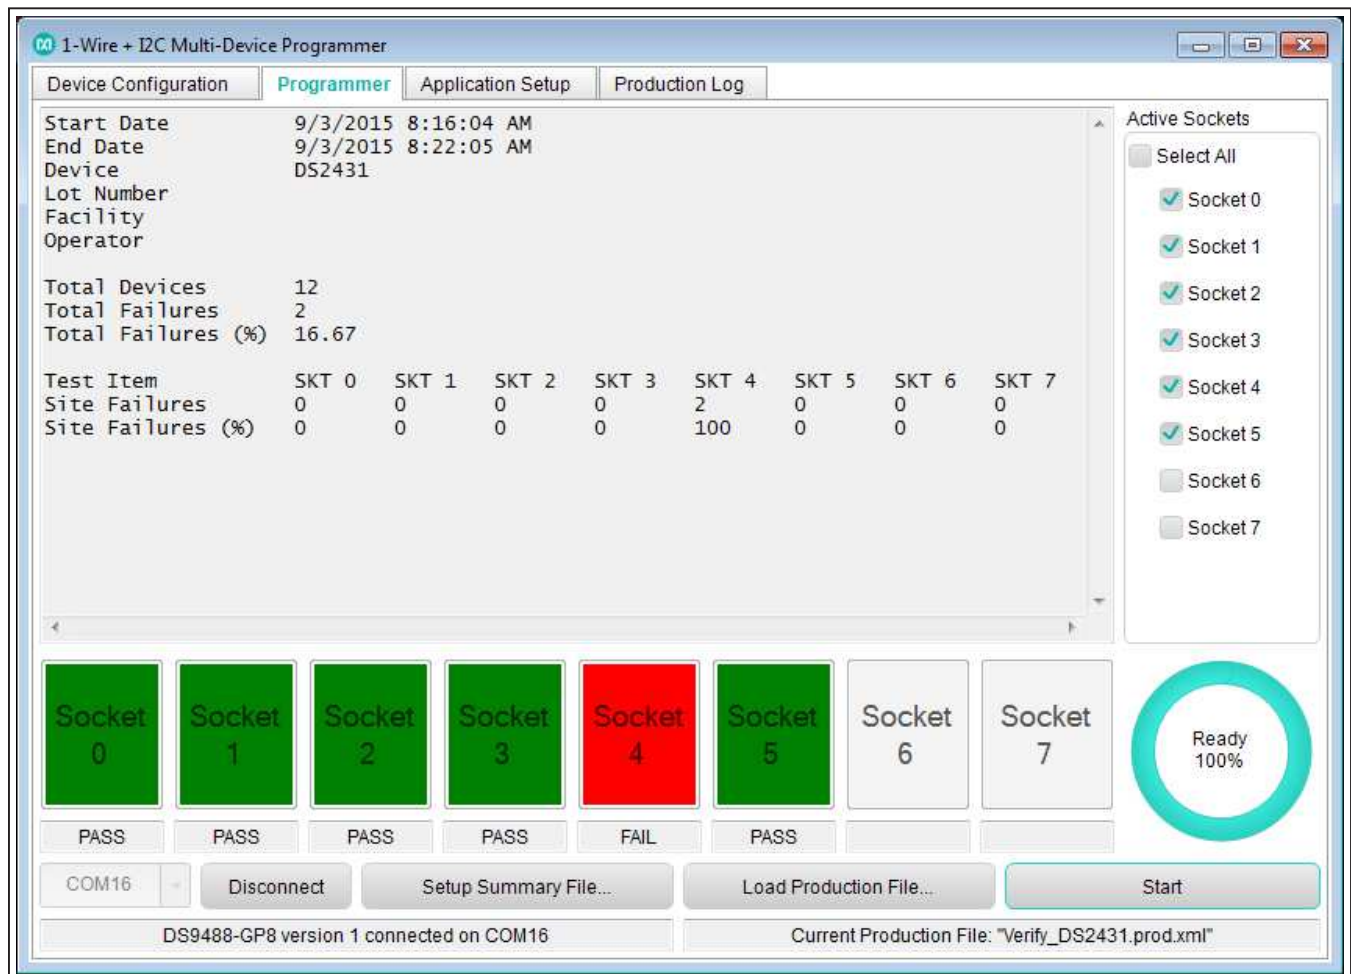 1-Wire + I2C Multi-Device Programmer
Device Configuration Programmer Application Setup Production Log
Start Date 9/3/2015 8:16:04 AM
End Date 9/3/2015 8:22:05 AM
Device DS2431
Lot Number
Facility
Operator
Total Devices 12
Total Failures 2
Total Failures (%) 16.67
Test Item SKT 0 SKT 1 SKT 2 SKT 3 SKT 4 SKT 5 SKT 6 SKT 7
Site Failures 0 0 0 0 2 0 0 0
Site Failures (%) 0 0 0 0 100 0 0 0
Active Sockets
Select All
Socket 0
Socket 1
Socket 2
Socket 3
Socket 4
Socket 5
Socket 6
Socket 7
Socket Socket Socket Socket Socket Socket Socket Socket
0 1 2 3 4 5 6 7
Ready
100%
PASS PASS PASS PASS FAIL PASS
COM16 Disconnect Setup Summary File... Load Production File... Start
DS9488-GP8 version 1 connected on COM16 Current Production File: "Verify_DS2431.prod.xml"